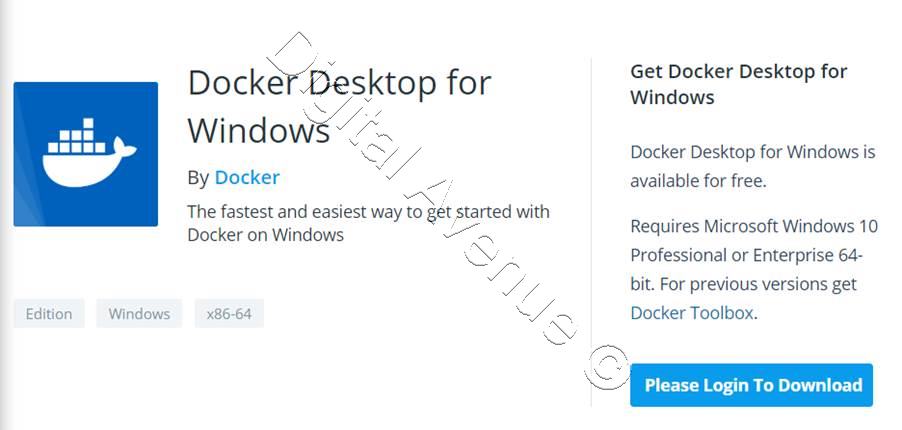 Docker Desktop for
Windows
By Docker
The fastest and easiest way to get started with
Docker on Windows
Edition
Windows
x86-64
Get Docker Desktop for
Windows
Docker Desktop for Windows is
available for free.
Requires Microsoft Windows 10
Professional or Enterprise 64-
bit. For previous versions get
Docker Toolbox.
Please Login To Download
Digital Avenue ©